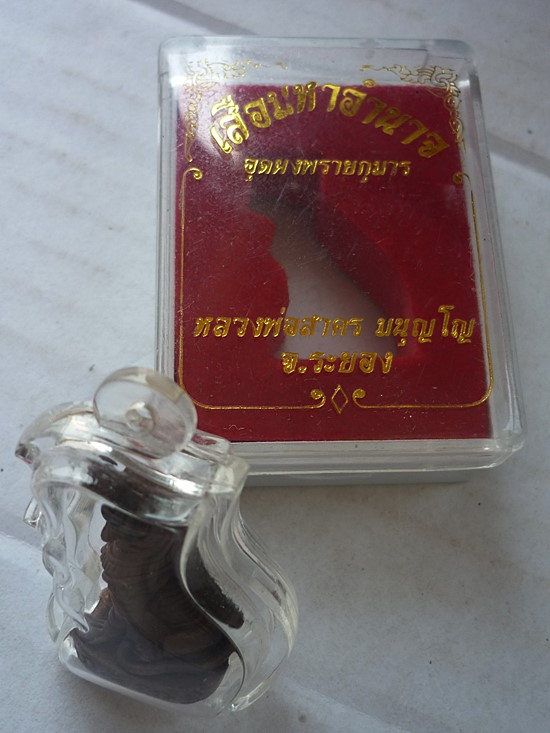 เสือมหาอำนาจ
อุดผงพรายกุมาร
หลวงพ่อสาคร มนุญโญ
จ.ระยอง